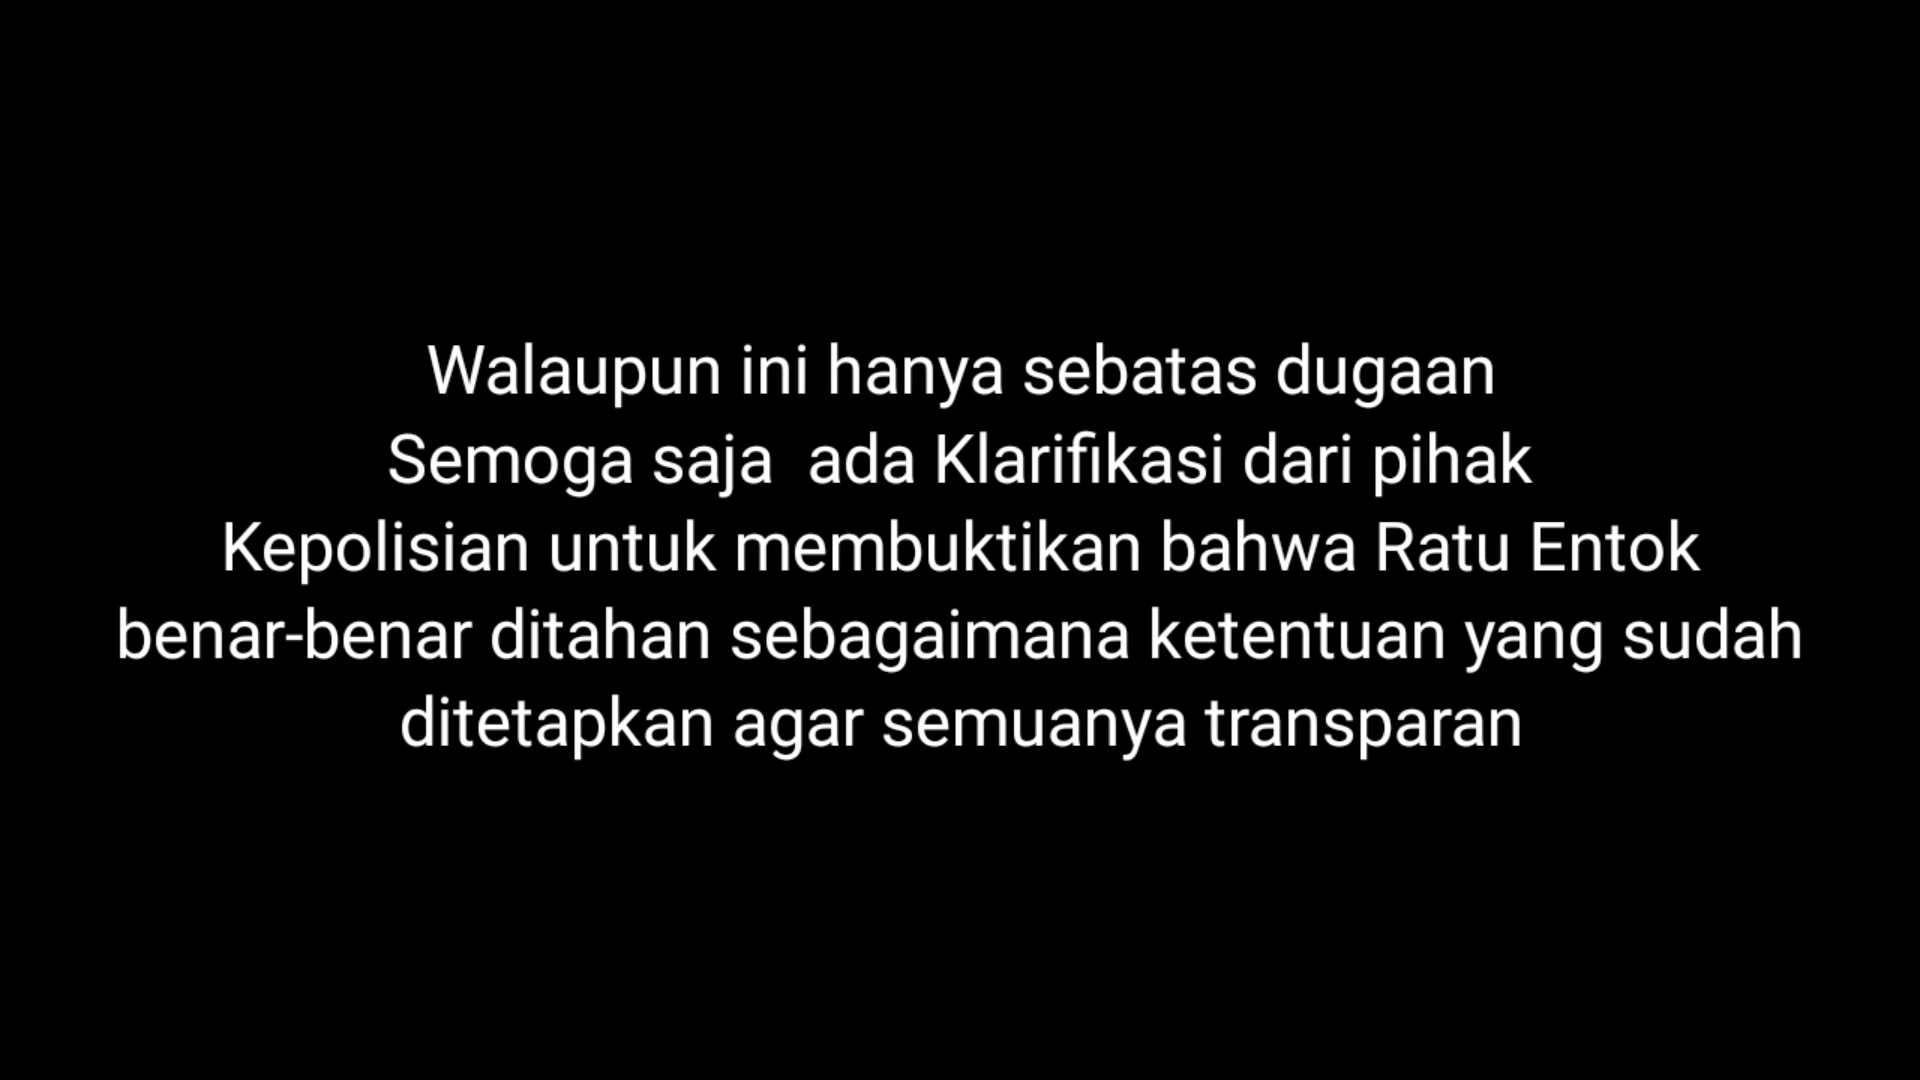 Walaupun ini hanya sebatas dugaan
Semoga saja  ada Klarifikasi dari pihak
Kepolisian untuk membuktikan bahwa Ratu Entok
benar-benar ditahan sebagaimana ketentuan yang sudah
ditetapkan agar semuanya transparan